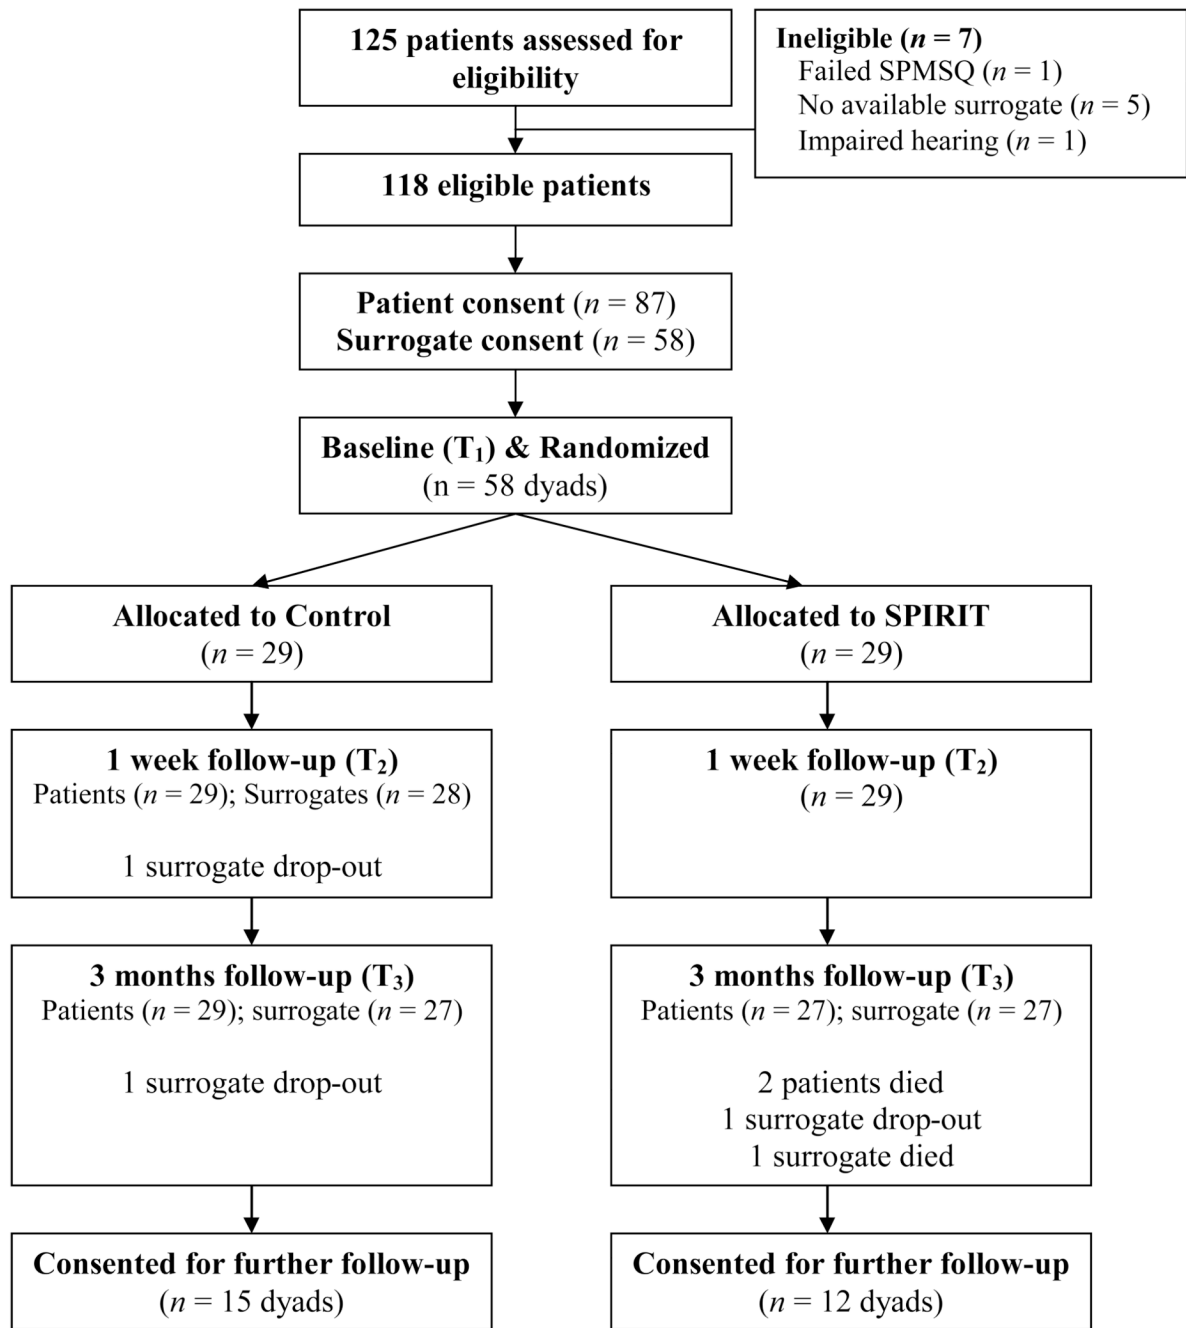 125 patients assessed for
eligibility
Ineligible (n = 7)
Failed SPMSQ (n = 1)
No available surrogate (n = 5)
Impaired hearing (n = 1)
118 eligible patients
Patient consent (n = 87)
Surrogate consent (n = 58)
Baseline (T₁) & Randomized
(n = 58 dyads)
Allocated to Control
(n = 29)
Allocated to SPIRIT
(n = 29)
1 week follow-up (T₂)
Patients (n = 29); Surrogates (n = 28)
1 surrogate drop-out
1 week follow-up (T₂)
(n = 29)
3 months follow-up (T₃)
Patients (n = 29); surrogate (n = 27)
1 surrogate drop-out
3 months follow-up (T₃)
Patients (n = 27); surrogate (n = 27)
2 patients died
1 surrogate drop-out
1 surrogate died
Consented for further follow-up
(n = 15 dyads)
Consented for further follow-up
(n = 12 dyads)